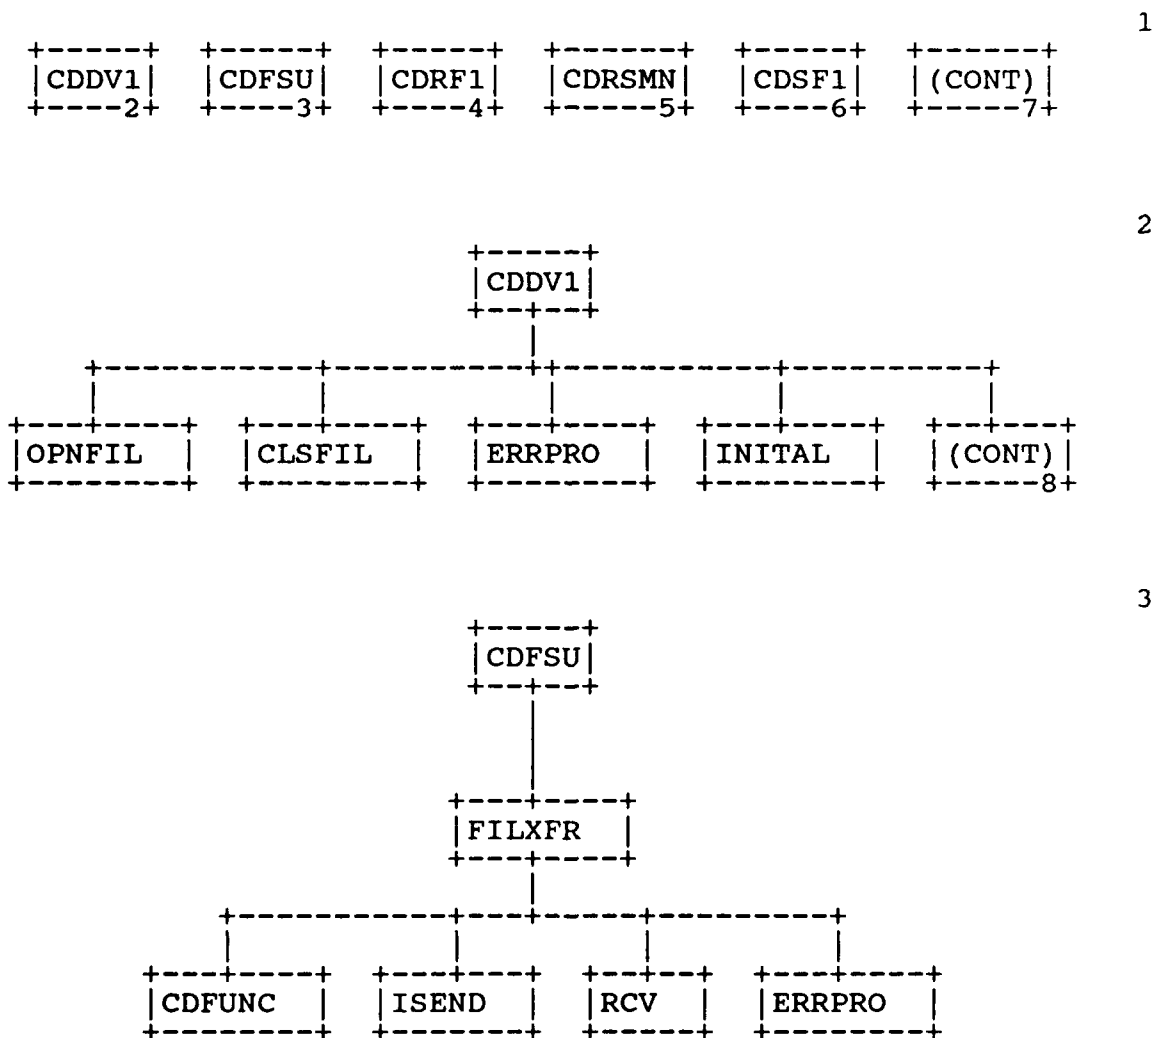 1
CDDV1 CDFSU CDRF1 CDRSMN CDSF1 (CONT)
2 3 4 5 6 7
2
CDDV1
OPNFIL CLSFIL ERRPRO INITAL (CONT)
8
3
CDFSU
FILXFR
CDFUNC ISEND RCV ERRPRO